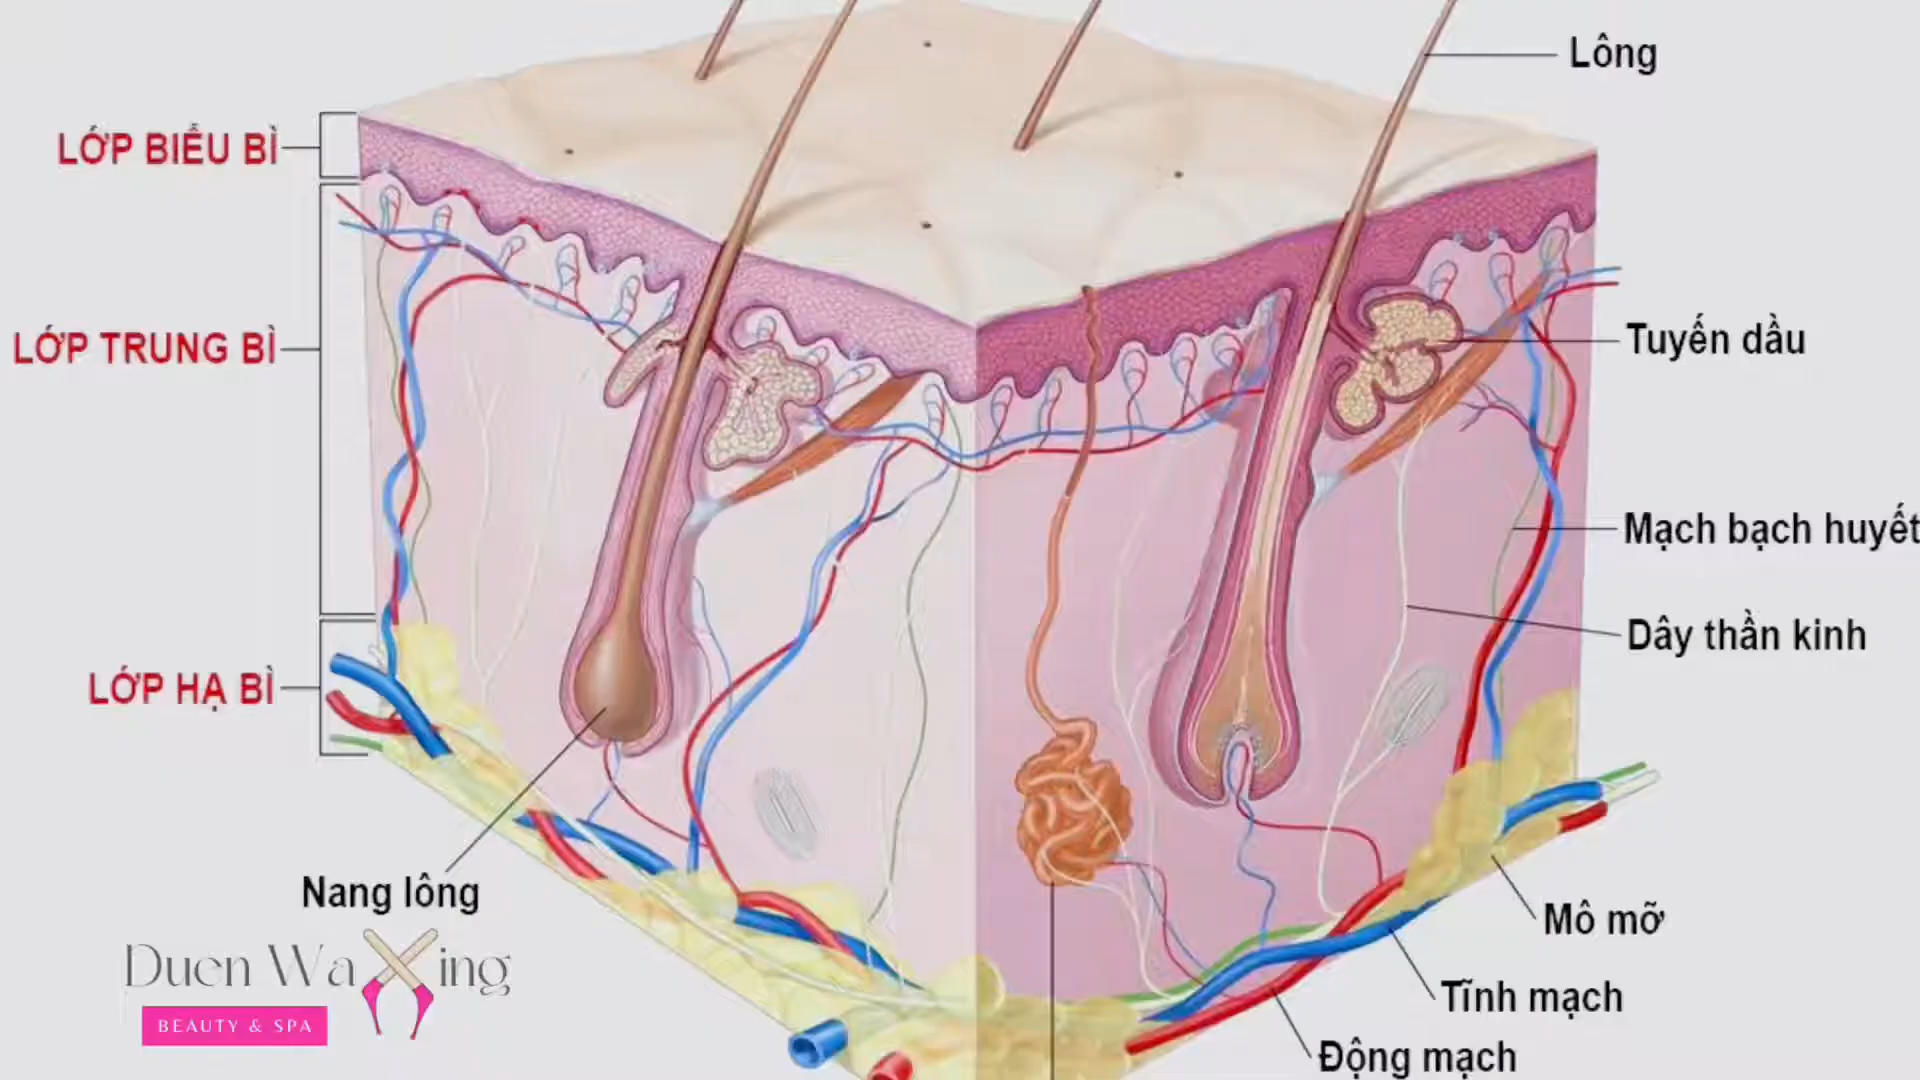 Lông
LỚP BIỂU BÌ
LỚP TRUNG BÌ
Tuyến dầu
Mạch bạch huyết
Dây thần kinh
LỚP HẠ BÌ
Nang lông
Mô mỡ
Tĩnh mạch
Động mạch
Duen Waxing
BEAUTY & SPA